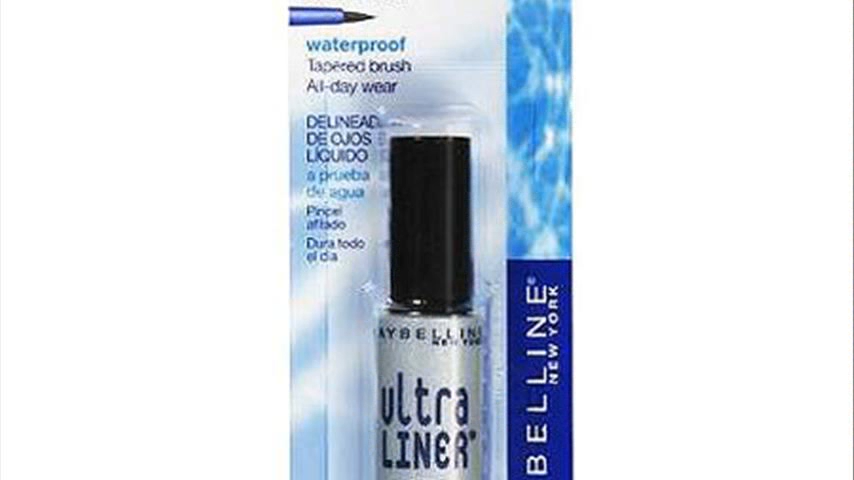 waterproof
Tapered brush
All-day wear
DELINEAD
DE OJOS
LÍQUIDO
a prueba
de agua
Pincel
afilado
Dura todo
el día
AYBELLIN
NEW YORK
ultra
LINER®
BELLINE®
NEW YORK